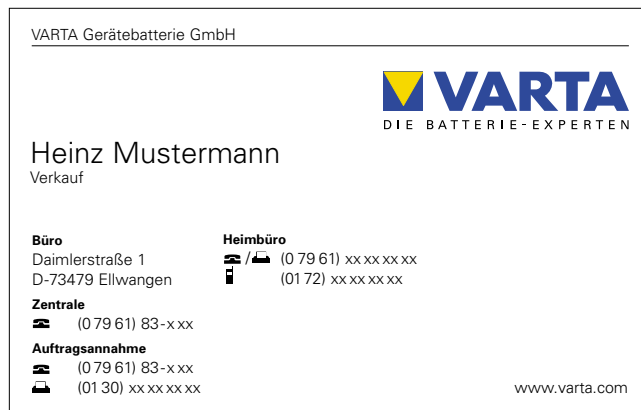 VARTA Gerätebatterie GmbH
VARTA
DIE BATTERIE-EXPERTEN
Heinz Mustermann
Verkauf
Büro
Daimlerstraße 1
D-73479 Ellwangen
Zentrale
(0 79 61) 83-x xx
Auftragsannahme
(0 79 61) 83-x xx
(01 30) xx xx xx xx
Heimbüro
/ (0 79 61) xx xx xx xx
(01 72) xx xx xx xx
www.varta.com